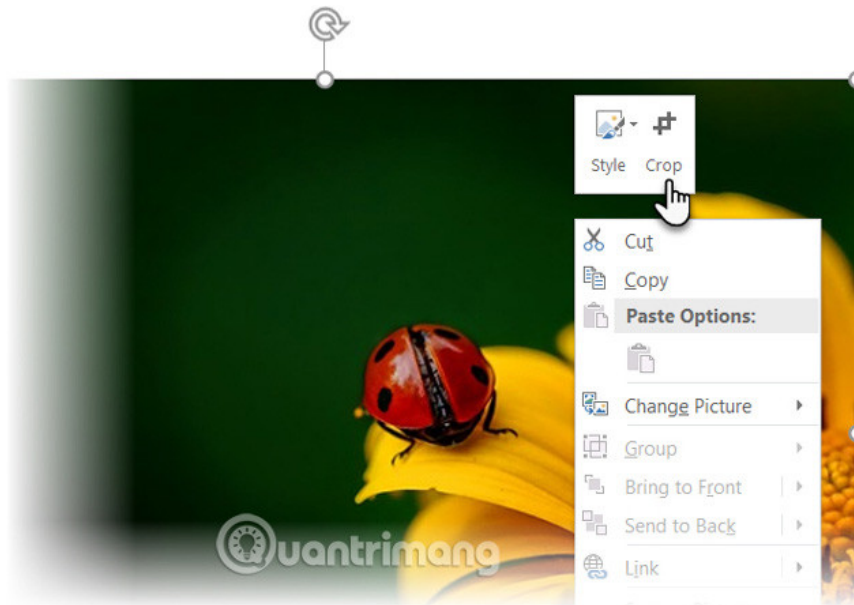 Style Crop
Cut
Copy
Paste Options:
Change Picture
Group
Bring to Front
Send to Back
Link
Quantrimang